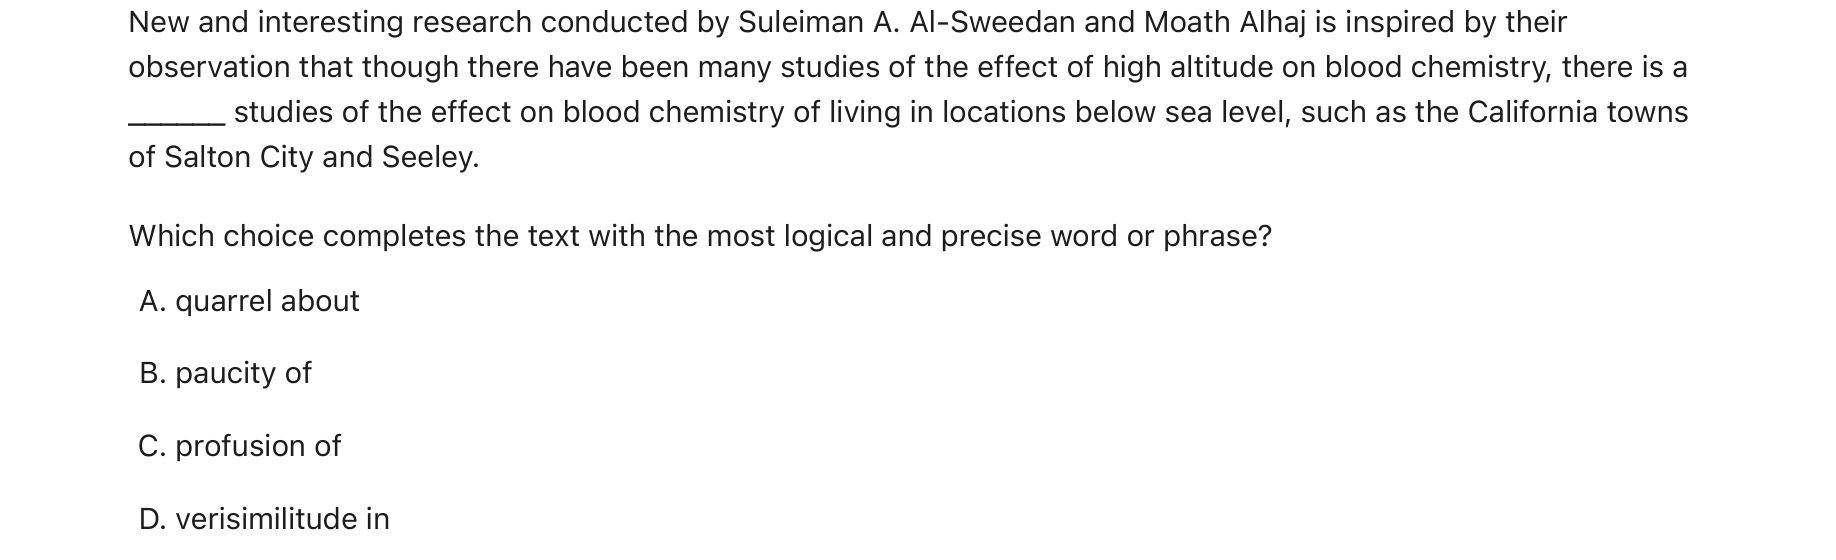 New and interesting research conducted by Suleiman A. Al-Sweedan and Moath Alhaj is inspired by their
observation that though there have been many studies of the effect of high altitude on blood chemistry, there is a
______ studies of the effect on blood chemistry of living in locations below sea level, such as the California towns
of Salton City and Seeley.
Which choice completes the text with the most logical and precise word or phrase?
A. quarrel about
B. paucity of
C. profusion of
D. verisimilitude in